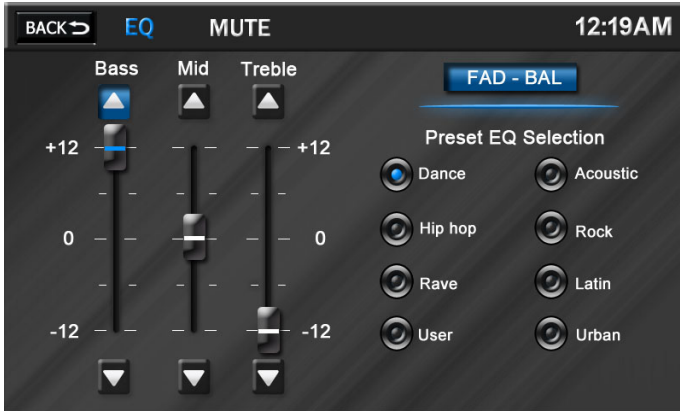 BACK EQ MUTE 12:19AM
Bass Mid Treble FAD - BAL
Preset EQ Selection
+12 +12
Dance Acoustic
Hip hop Rock
0 0
Rave Latin
-12 -12
User Urban